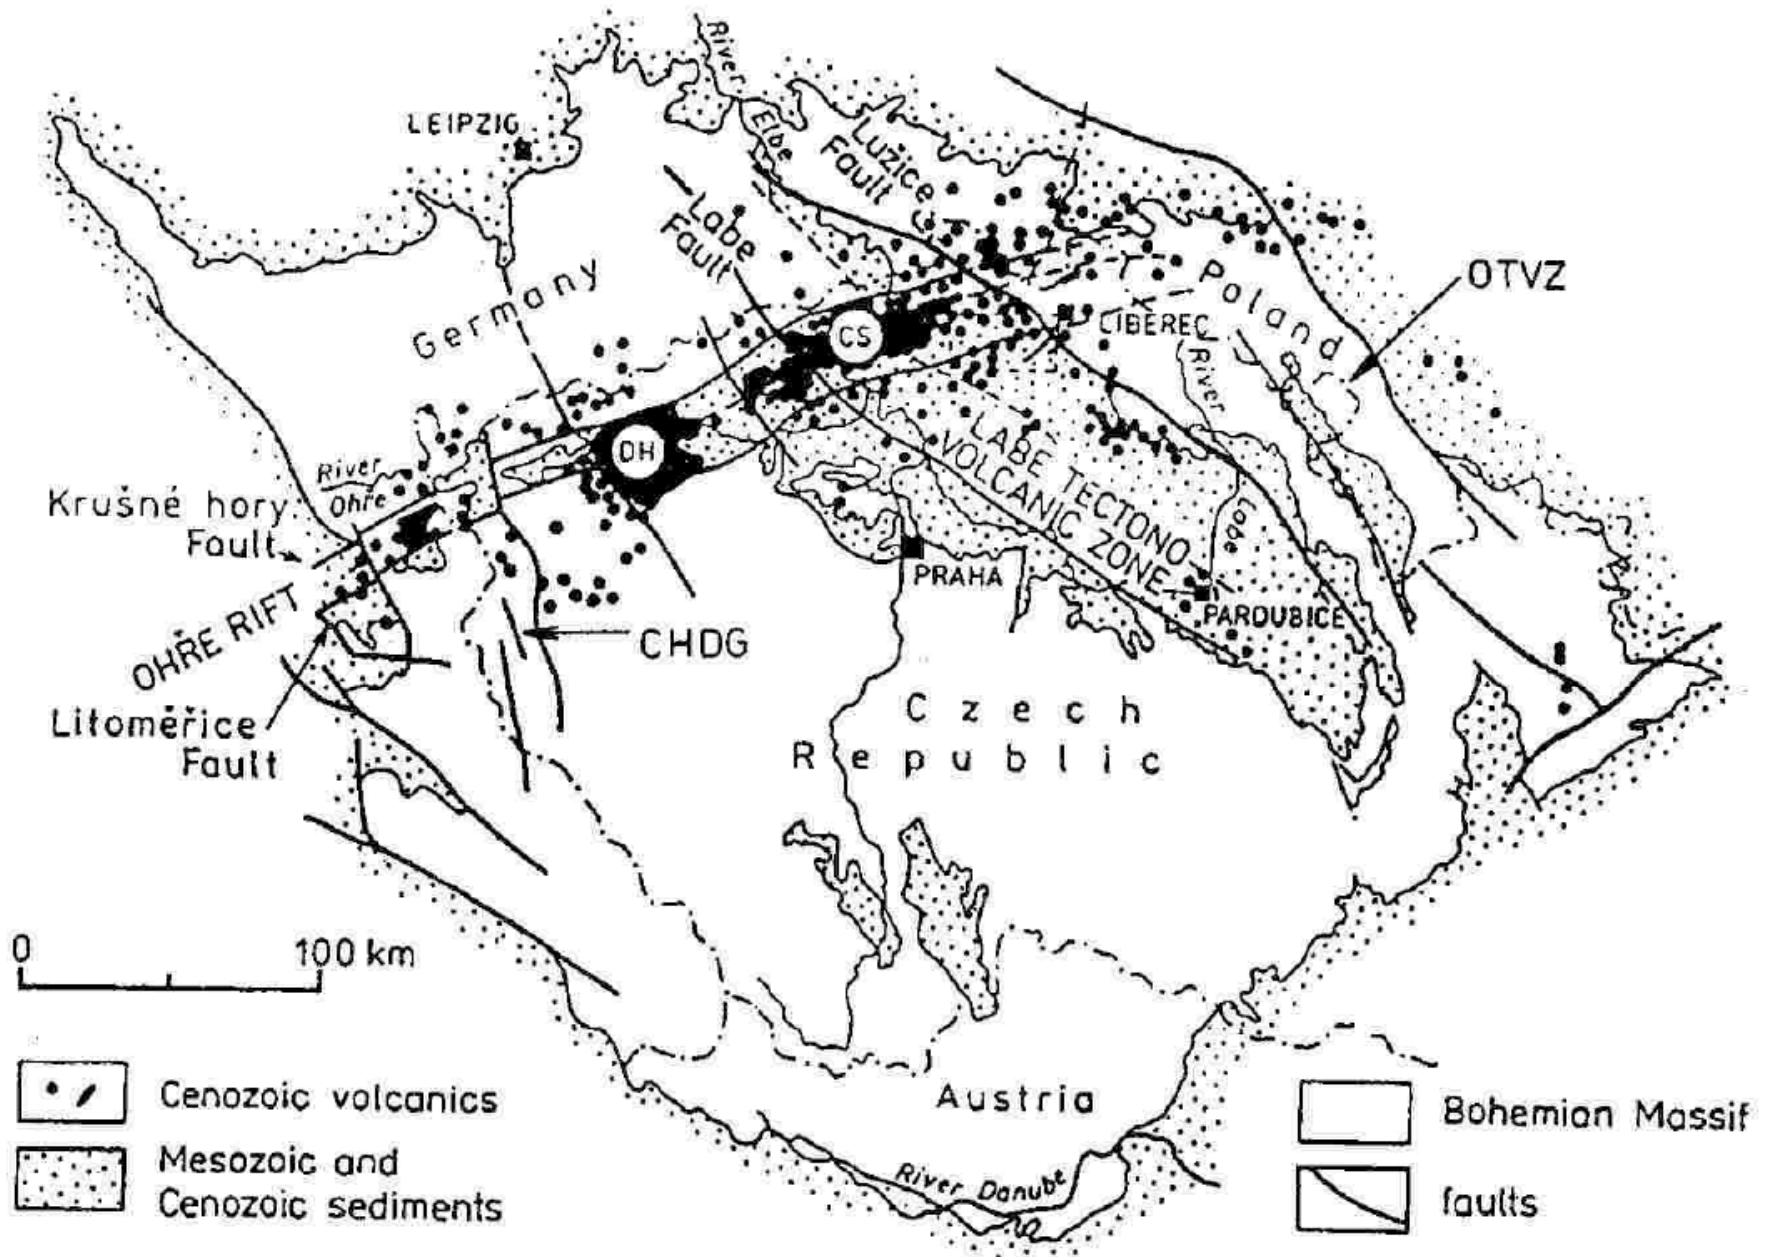 River
Elbe
LEIPZIG
Lužice
Fault
Labe
Fault
Germany
Poland
OTVZ
CS
LIBEREC
River
Labe
DH
LABE TECTONO
VOLCANIC ZONE
River
Ohře
Krušné hory
Fault
PRAHA
PARDUBICE
OHŘE RIFT
CHDG
Litoměřice
Fault
Czech
Republic
0 100 km
Austria
River Danube
Cenozoic volcanics
Mesozoic and
Cenozoic sediments
Bohemian Massif
faults